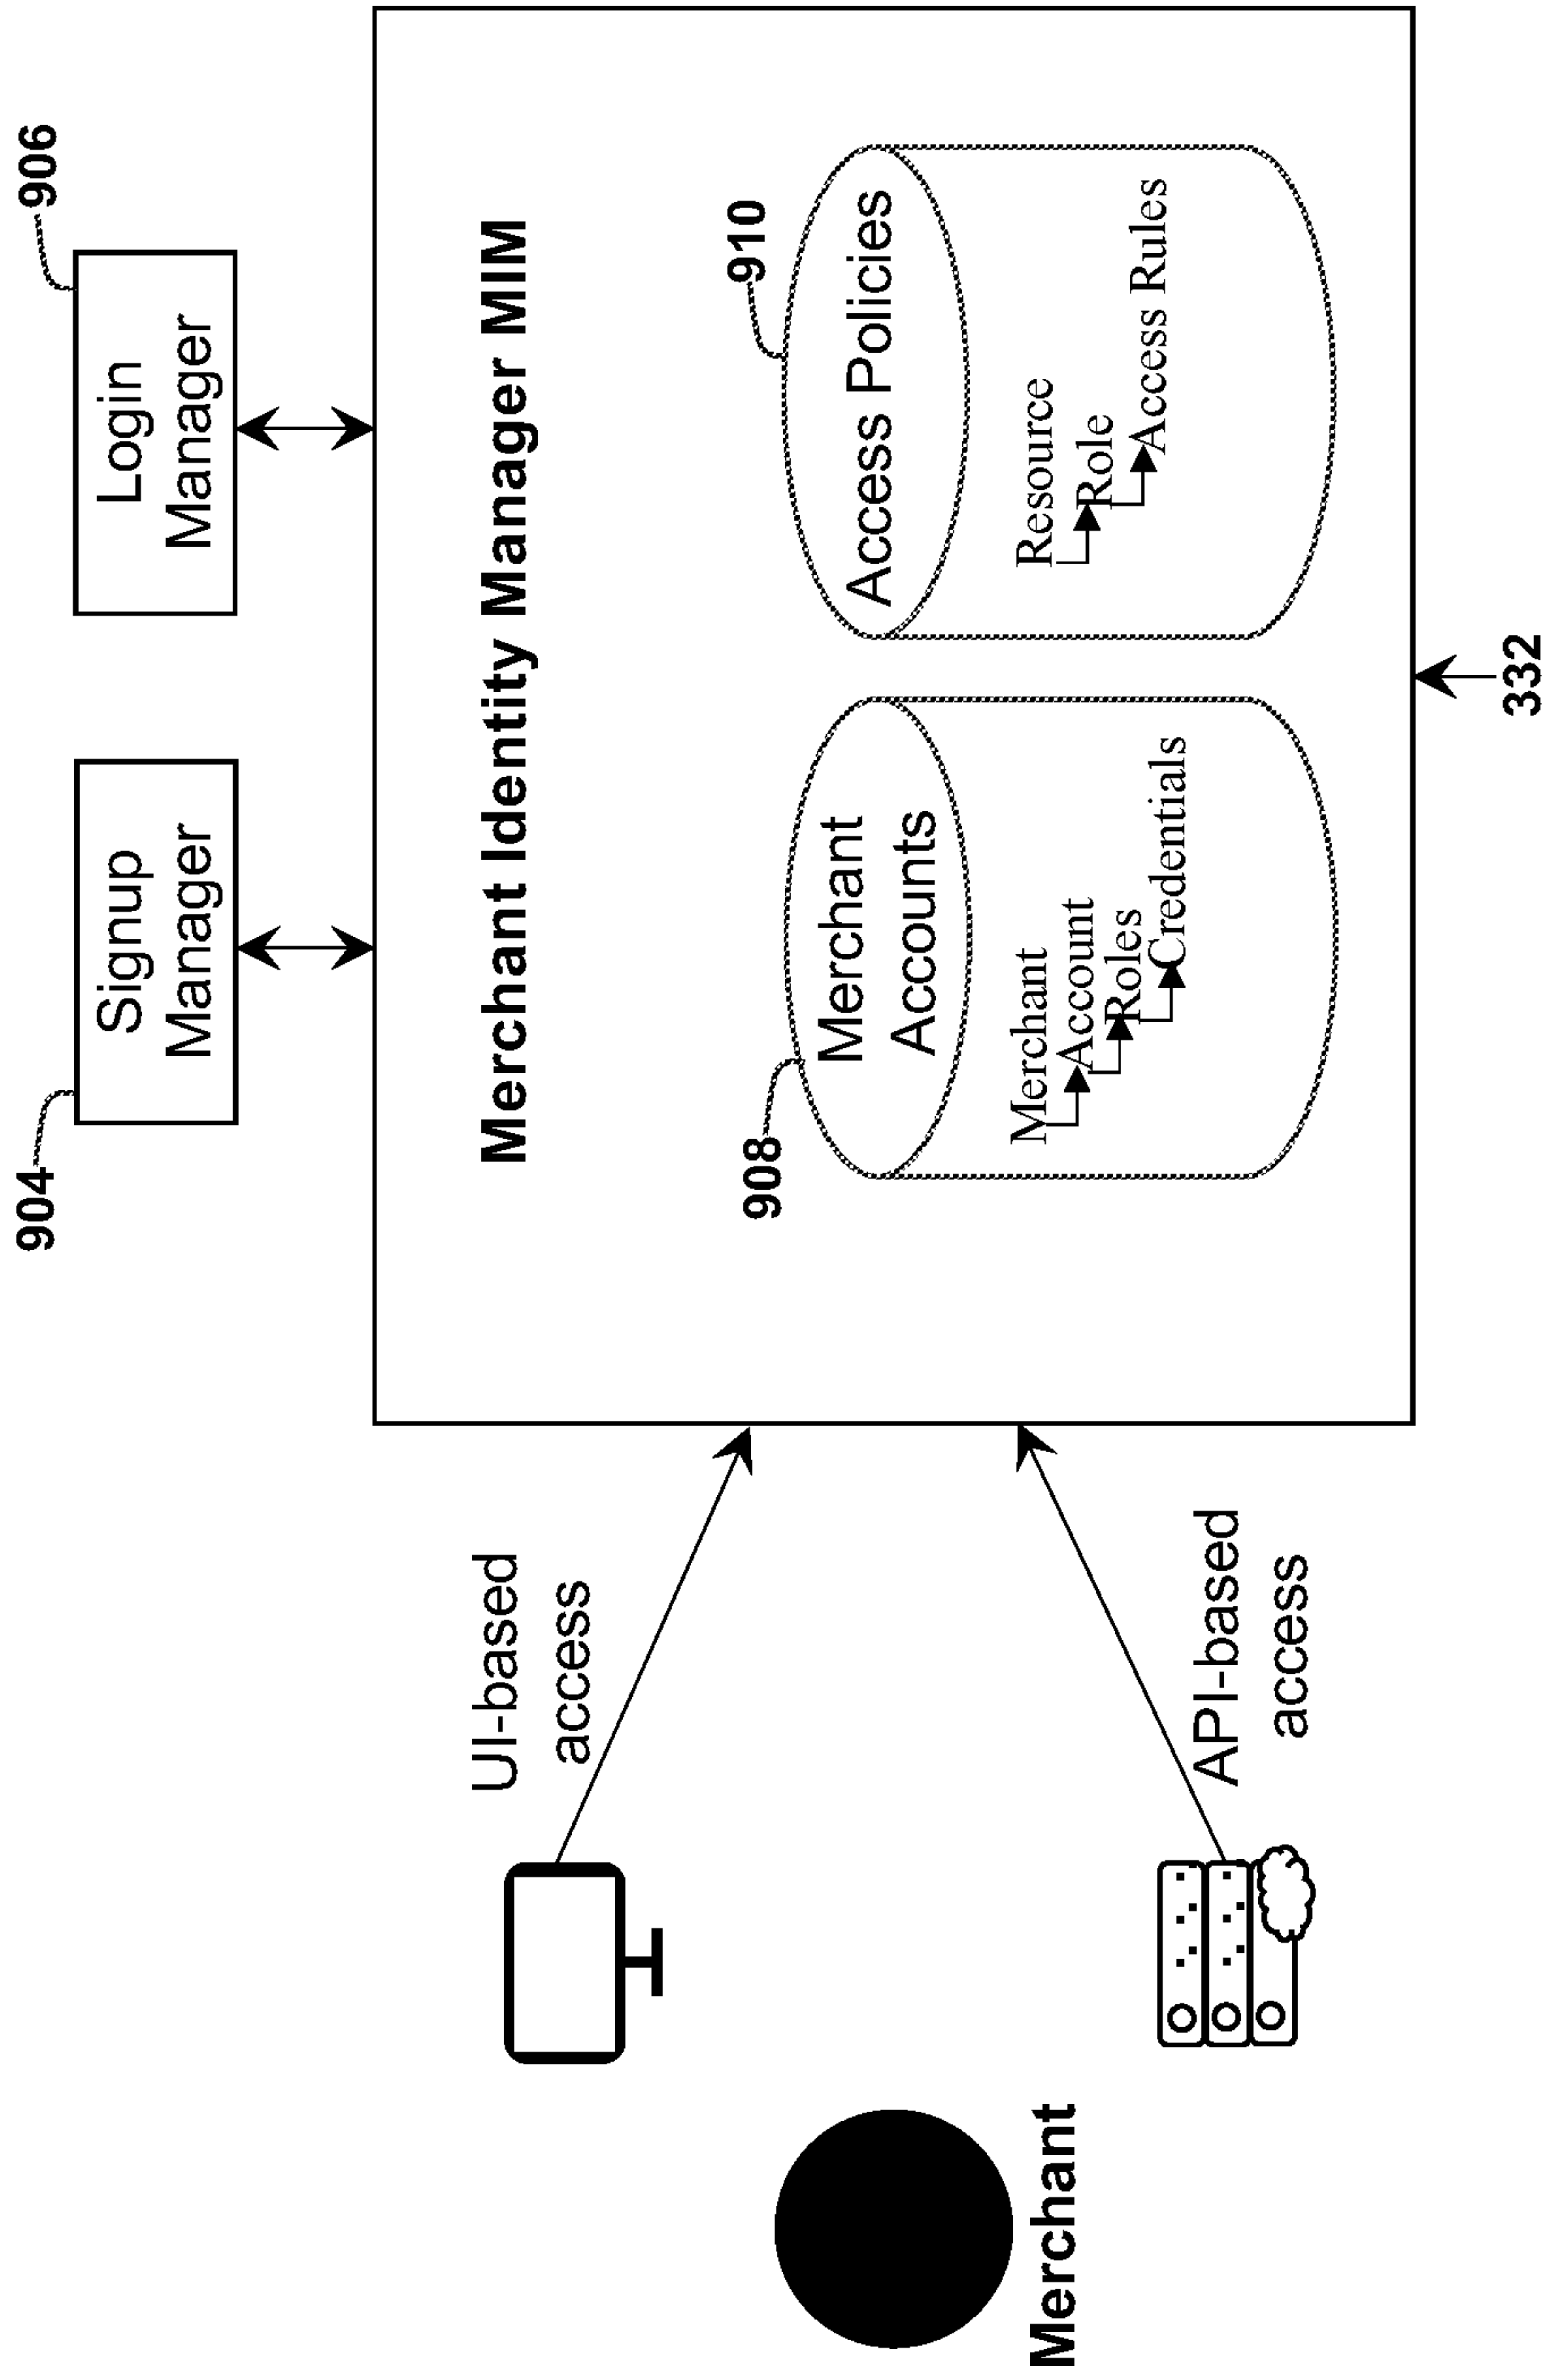 904
906
Signup
Manager
Login
Manager
Merchant Identity Manager MIM
UI-based
access
API-based
access
Merchant
908
Merchant
Accounts
Merchant
Account
Roles
Credentials
910
Access Policies
Resource
Role
Access Rules
332